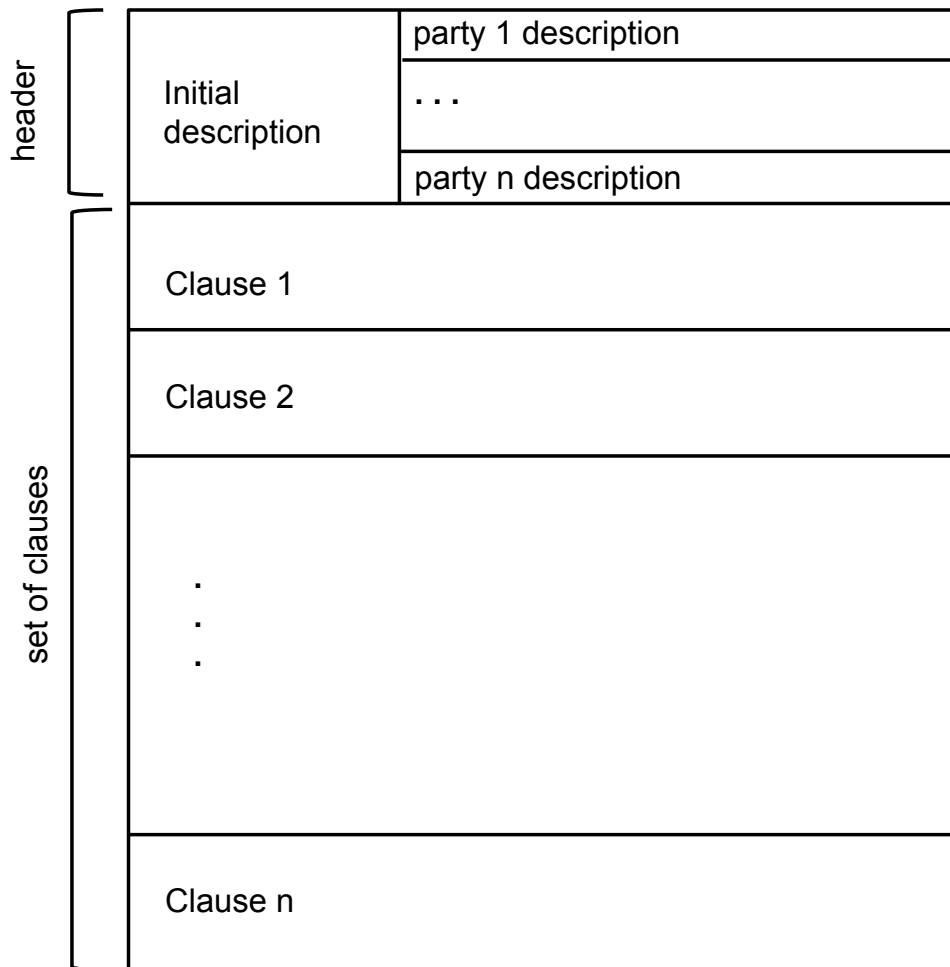 header
Initial
description
party 1 description
. . .
party n description
set of clauses
Clause 1
Clause 2
.
.
.
Clause n